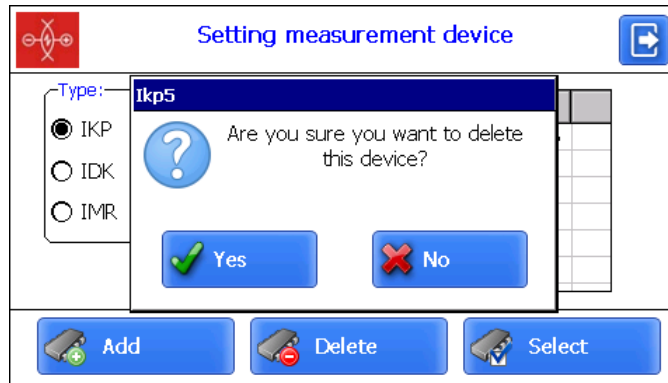 Setting measurement device
Type:
IKP
IDK
IMR
Ikp5
Are you sure you want to delete
this device?
Yes
No
Add
Delete
Select